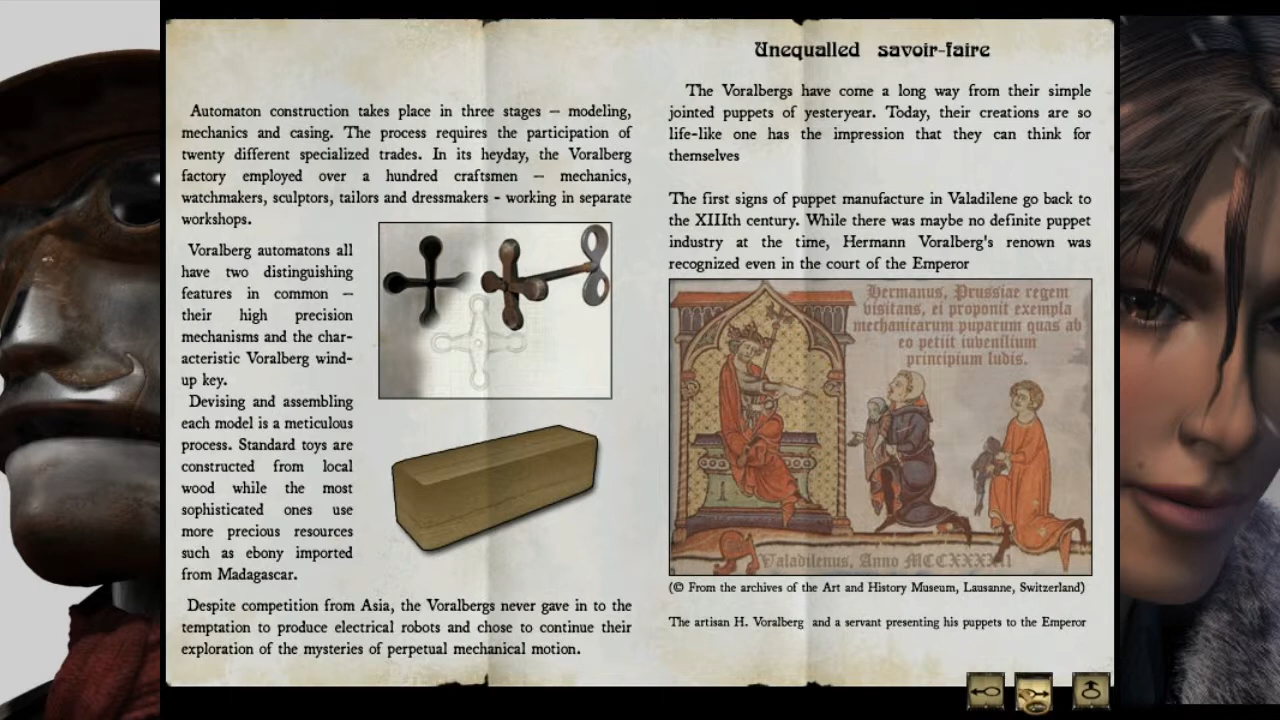 Automaton construction takes place in three stages – modeling,
mechanics and casing. The process requires the participation of
twenty different specialized trades. In its heyday, the Voralberg
factory employed over a hundred craftsmen – mechanics,
watchmakers, sculptors, tailors and dressmakers - working in separate
workshops.
Voralberg automatons all
have two distinguishing
features in common –
their high precision
mechanisms and the char-
acteristic Voralberg wind-
up key.
Devising and assembling
each model is a meticulous
process. Standard toys are
constructed from local
wood while the most
sophisticated ones use
more precious resources
such as ebony imported
from Madagascar.
Despite competition from Asia, the Voralbergs never gave in to the
temptation to produce electrical robots and chose to continue their
exploration of the mysteries of perpetual mechanical motion.
Unequalled savoir-faire
The Voralbergs have come a long way from their simple
jointed puppets of yesteryear. Today, their creations are so
life-like one has the impression that they can think for
themselves
The first signs of puppet manufacture in Valadilene go back to
the XIIIth century. While there was maybe no definite puppet
industry at the time, Hermann Voralberg's renown was
recognized even in the court of the Emperor
Hermanus, Prussiae regem
visitans, ei proponit exempla
mechanicarum puparum quas ab
eo petiit iuvenilium
principium ludis.
Valadilenus, Anno
(© From the archives of the Art and History Museum, Lausanne, Switzerland)
The artisan H. Voralberg and a servant presenting his puppets to the Emperor